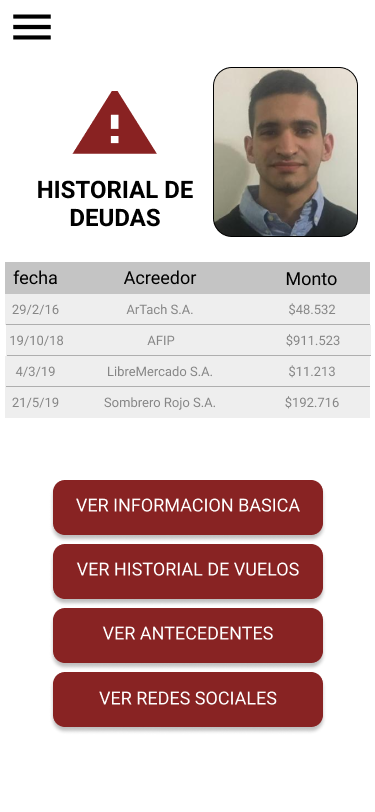 HISTORIAL DE
DEUDAS
fecha Acreedor Monto
29/2/16 ArTach S.A. $48.532
19/10/18 AFIP $911.523
4/3/19 LibreMercado S.A. $11.213
21/5/19 Sombrero Rojo S.A. $192.716
VER INFORMACION BASICA
VER HISTORIAL DE VUELOS
VER ANTECEDENTES
VER REDES SOCIALES